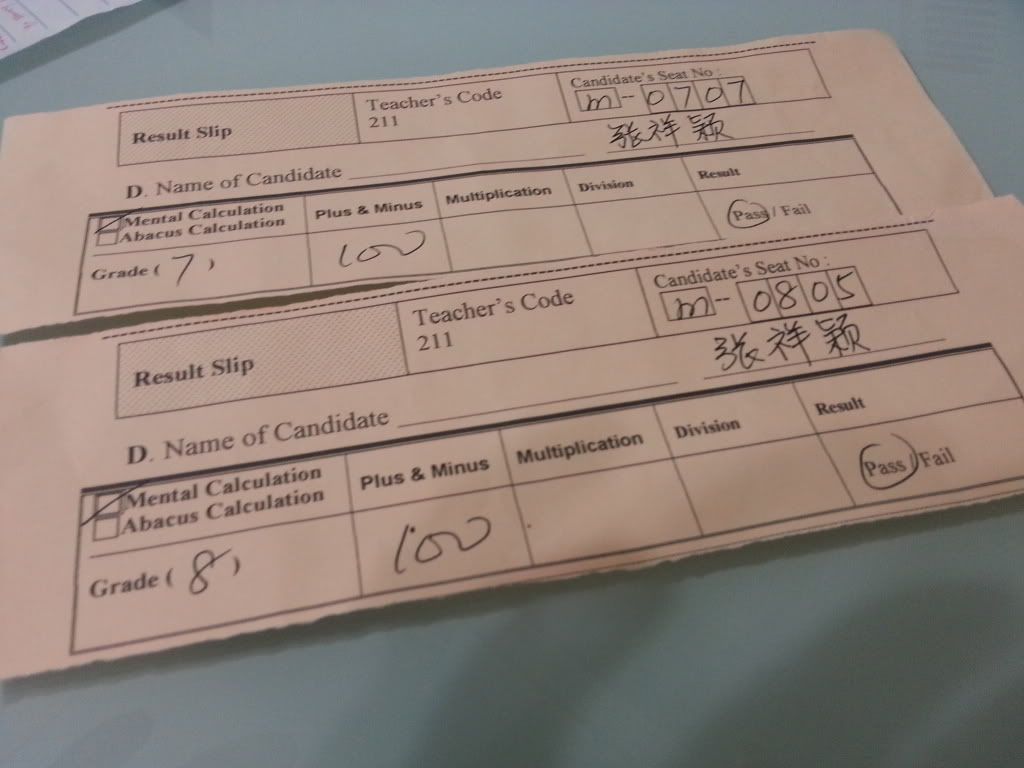 Result Slip
Teacher's Code
211
Candidate's Seat No :
m-0707
D. Name of Candidate 张祥颖
Mental Calculation
Abacus Calculation
Plus & Minus
Multiplication
Division
Result
Grade ( 7 )
100
Pass / Fail
Result Slip
Teacher's Code
211
Candidate's Seat No :
m-0805
D. Name of Candidate 张祥颖
Mental Calculation
Abacus Calculation
Plus & Minus
Multiplication
Division
Result
Grade ( 8 )
100
Pass / Fail